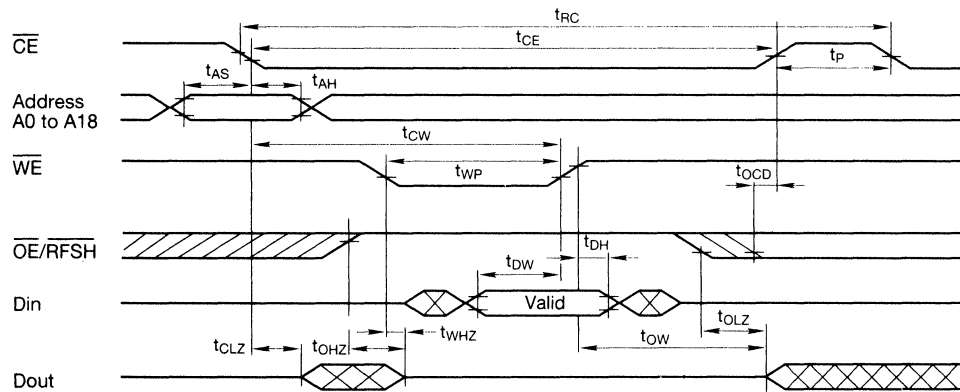 tRC
CE
tCE
tP
tAS
tAH
Address
A0 to A18
tCW
WE
tWP
tOCD
OE/RFSH
tDH
tDW
Din
Valid
tWHZ
tOLZ
tCLZ
tOHZ
tOW
Dout